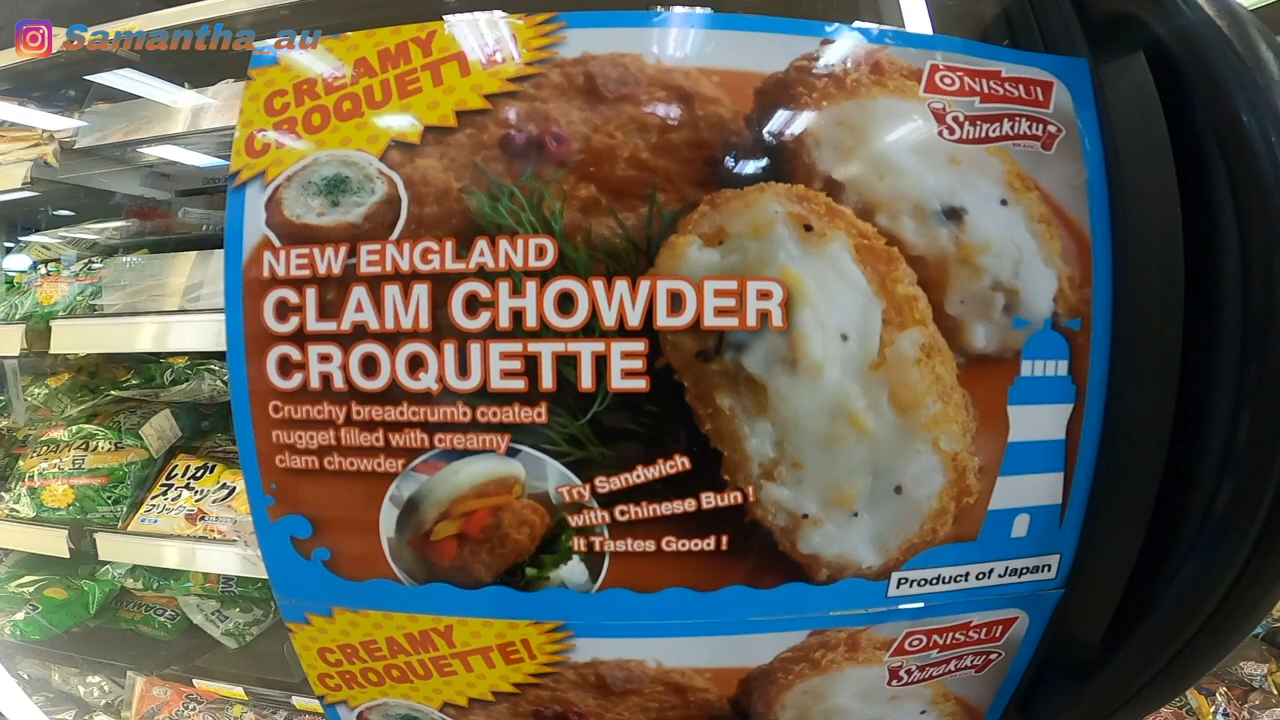 Samantha_au
CREAMY
CROQUETTE!
NISSUI
Shirakiku
BRAND
NEW ENGLAND
CLAM CHOWDER
CROQUETTE
Crunchy breadcrumb coated
nugget filled with creamy
clam chowder
Try Sandwich
with Chinese Bun !
It Tastes Good !
Product of Japan
EDAMAME
いか
スナック
フリッター
EDAMAME
CREAMY
CROQUETTE!
NISSUI
Shirakiku